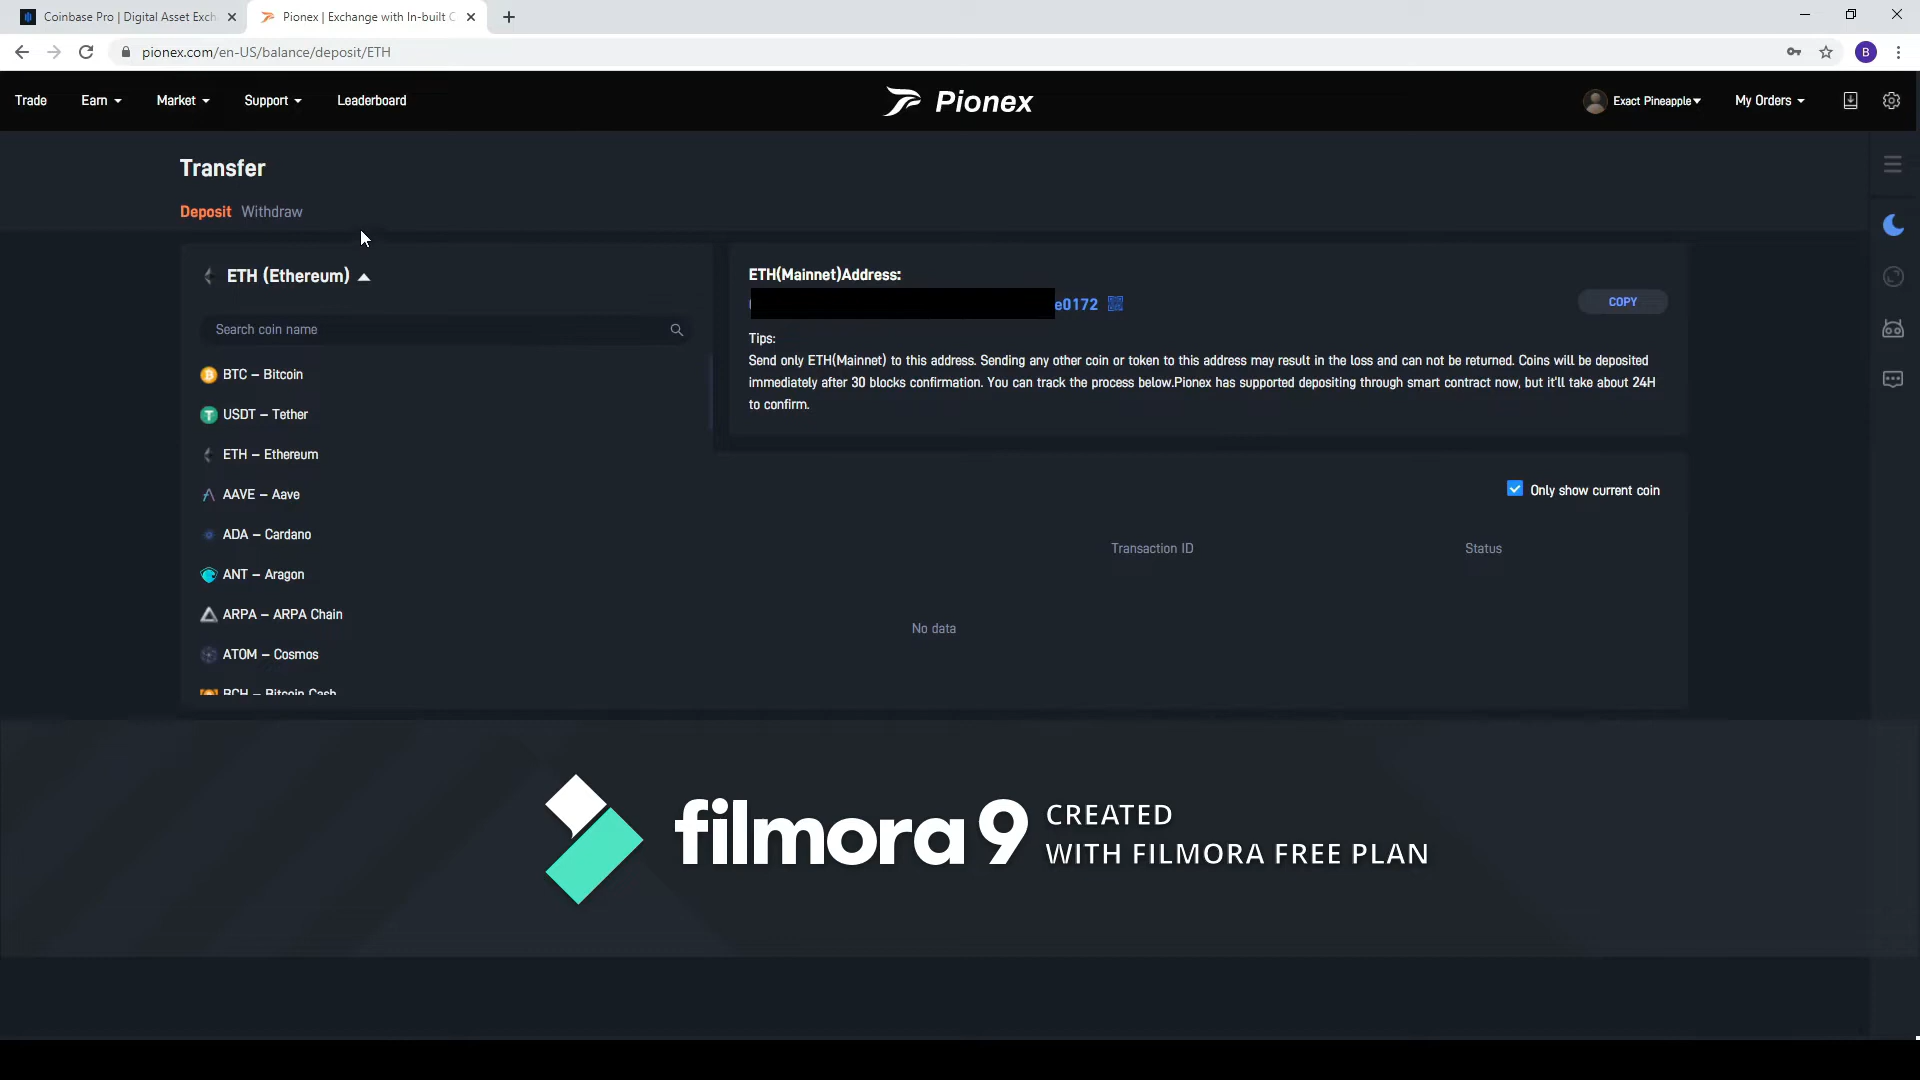 Coinbase Pro | Digital Asset Exch
Pionex | Exchange with In-built C
pionex.com/en-US/balance/deposit/ETH
B
Trade
Earn
Market
Support
Leaderboard
Pionex
Exact Pineapple
My Orders
Transfer
Deposit Withdraw
ETH (Ethereum)
Search coin name
BTC – Bitcoin
USDT – Tether
ETH – Ethereum
AAVE – Aave
ADA – Cardano
ANT – Aragon
ARPA – ARPA Chain
ATOM – Cosmos
BCH – Bitcoin Cash
ETH(Mainnet)Address:
e0172
COPY
Tips:
Send only ETH(Mainnet) to this address. Sending any other coin or token to this address may result in the loss and can not be returned. Coins will be deposited
immediately after 30 blocks confirmation. You can track the process below.Pionex has supported depositing through smart contract now, but it'll take about 24H
to confirm.
Only show current coin
Transaction ID
Status
No data
filmora9
CREATED
WITH FILMORA FREE PLAN